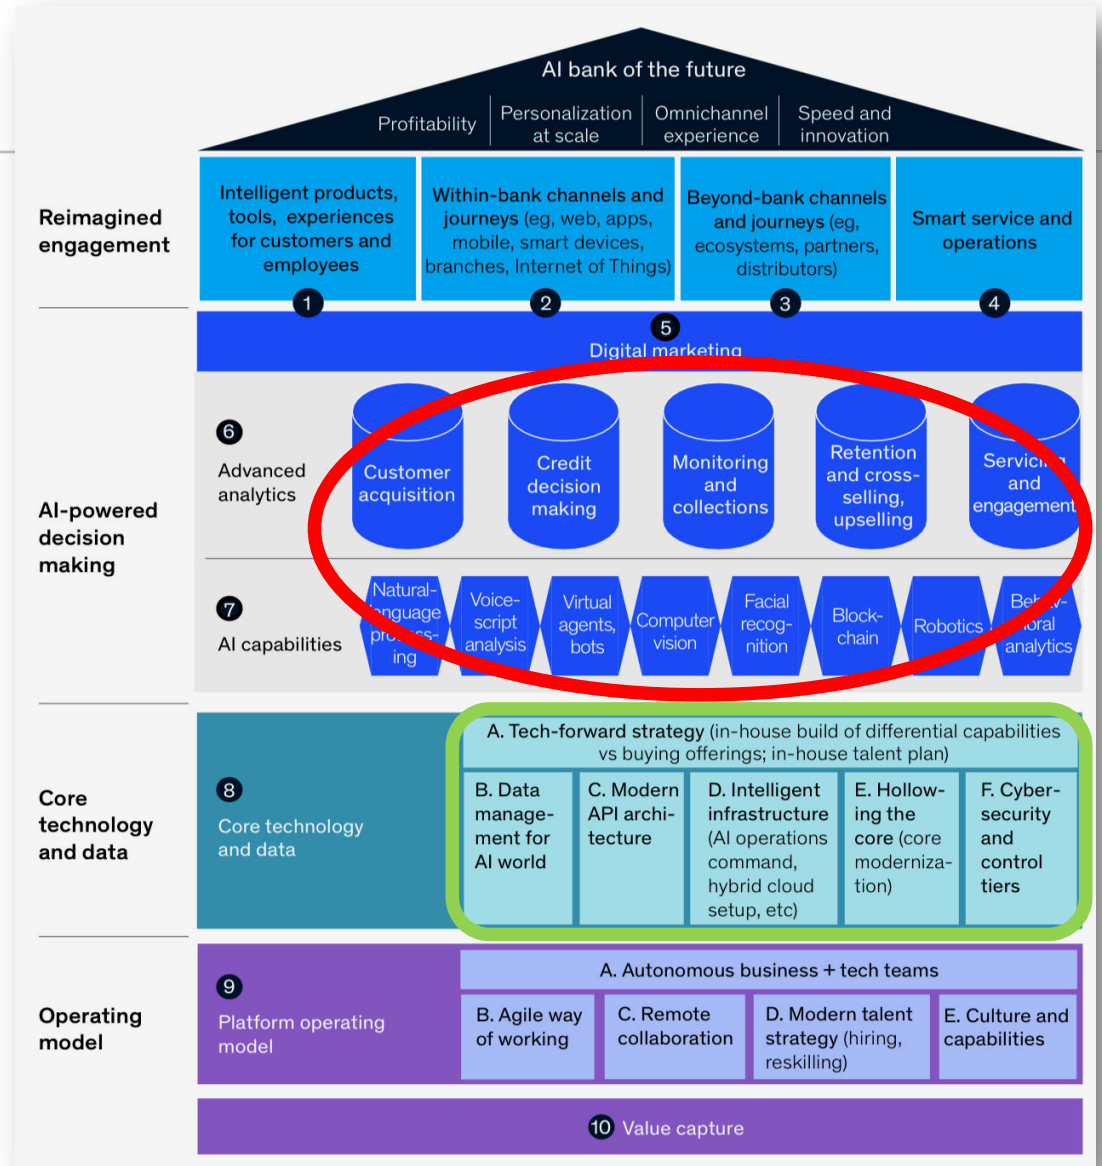 AI bank of the future
Profitability
Personalization
at scale
Omnichannel
experience
Speed and
innovation
Reimagined
engagement
Intelligent products,
tools, experiences
for customers and
employees
1
Within-bank channels and
journeys (eg, web, apps,
mobile, smart devices,
branches, Internet of Things)
2
Beyond-bank channels
and journeys (eg,
ecosystems, partners,
distributors)
3
Smart service and
operations
4
5
Digital marketing
AI-powered
decision
making
6
Advanced
analytics
Customer
acquisition
Credit
decision
making
Monitoring
and
collections
Retention
and cross-
selling,
upselling
Servicing
and
engagement
7
AI capabilities
Natural-
language
process-
ing
Voice-
script
analysis
Virtual
agents,
bots
Computer
vision
Facial
recog-
nition
Block-
chain
Robotics
Behav-
ioral
analytics
Core
technology
and data
8
Core technology
and data
A. Tech-forward strategy (in-house build of differential capabilities
vs buying offerings; in-house talent plan)
B. Data
manage-
ment for
AI world
C. Modern
API archi-
tecture
D. Intelligent
infrastructure
(AI operations
command,
hybrid cloud
setup, etc)
E. Hollow-
ing the
core (core
moderniza-
tion)
F. Cyber-
security
and
control
tiers
Operating
model
9
Platform operating
model
A. Autonomous business + tech teams
B. Agile way
of working
C. Remote
collaboration
D. Modern talent
strategy (hiring,
reskilling)
E. Culture and
capabilities
10 Value capture